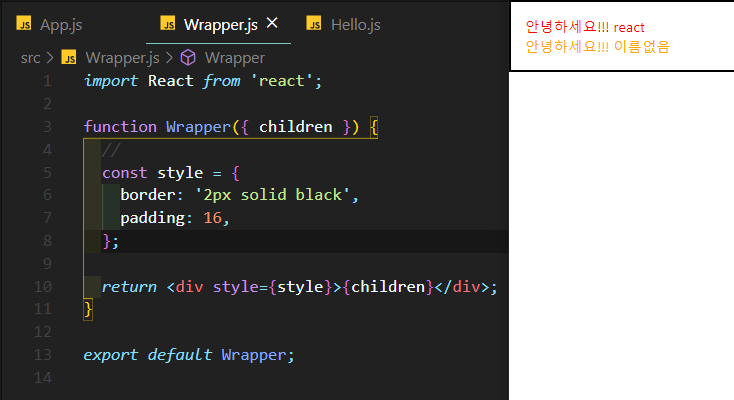 JS App.js JS Wrapper.js × JS Hello.js
src > JS Wrapper.js > Wrapper
1 import React from 'react';
2
3 function Wrapper({ children }) {
4 //
5 const style = {
6 border: '2px solid black',
7 padding: 16,
8 };
9
10 return <div style={style}>{children}</div>;
11 }
12
13 export default Wrapper;
14
안녕하세요!!! react
안녕하세요!!! 이름없음